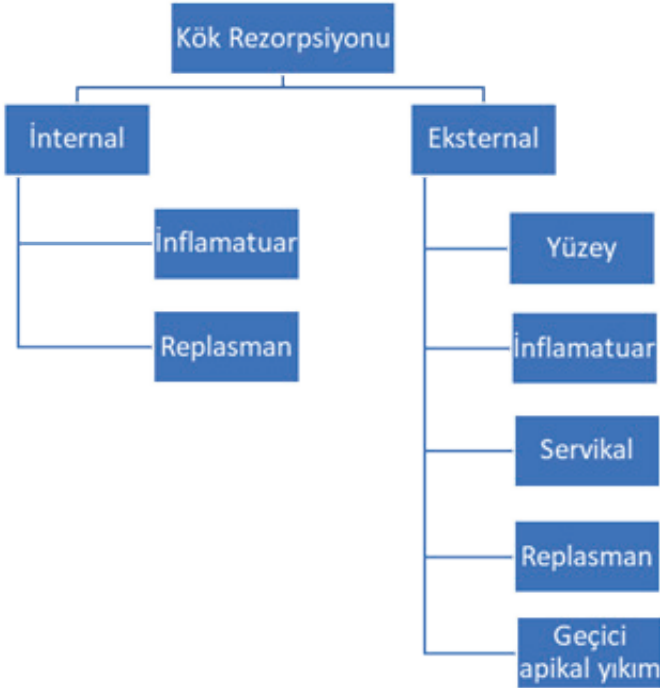 Kök Rezorpsiyonu
İnternal
İnflamatuar
Replasman
Eksternal
Yüzey
İnflamatuar
Servikal
Replasman
Geçici
apikal yıkım